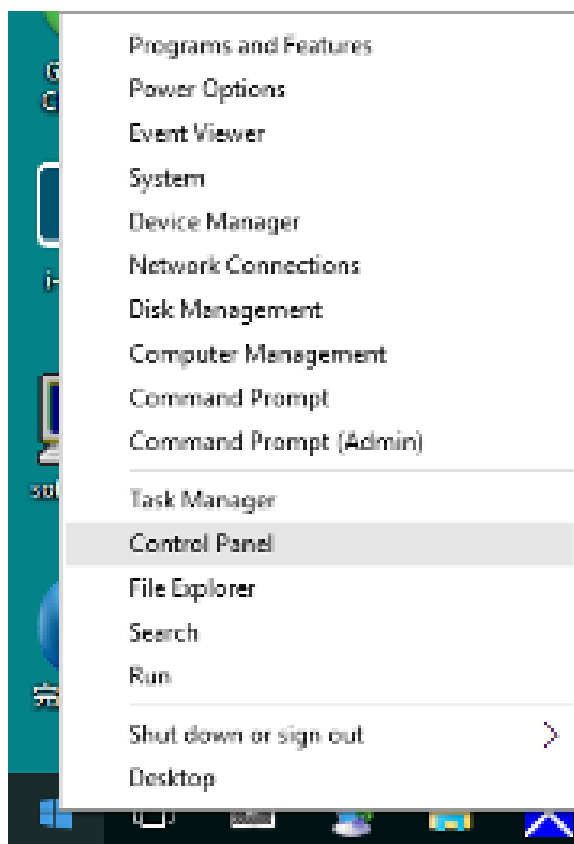 Programs and Features
Power Options
Event Viewer
System
Device Manager
Network Connections
Disk Management
Computer Management
Command Prompt
Command Prompt (Admin)
Task Manager
Control Panel
File Explorer
Search
Run
Shut down or sign out
Desktop